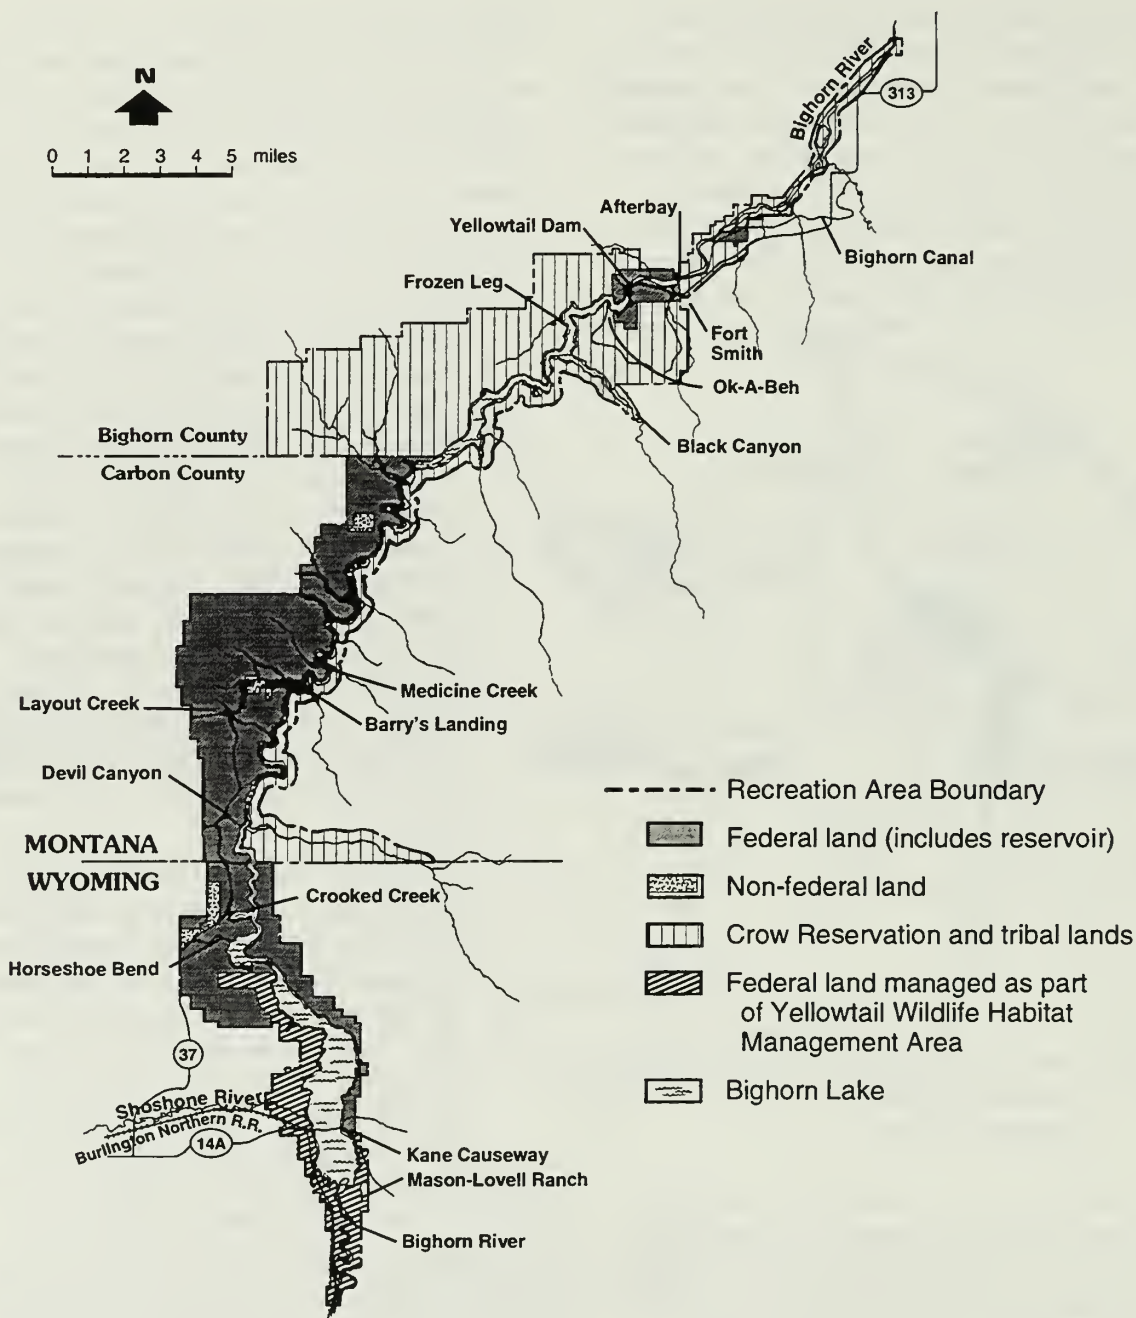 N
0 1 2 3 4 5 miles
Bighorn River
313
Afterbay
Yellowtail Dam
Bighorn Canal
Frozen Leg
Fort
Smith
Ok-A-Beh
Bighorn County
Black Canyon
Carbon County
Medicine Creek
Layout Creek
Barry's Landing
Devil Canyon
MONTANA
WYOMING
Crooked Creek
Horseshoe Bend
37
Shoshone River
Burlington Northern R.R.
14A
Kane Causeway
Mason-Lovell Ranch
Bighorn River
Recreation Area Boundary
Federal land (includes reservoir)
Non-federal land
Crow Reservation and tribal lands
Federal land managed as part
of Yellowtail Wildlife Habitat
Management Area
Bighorn Lake